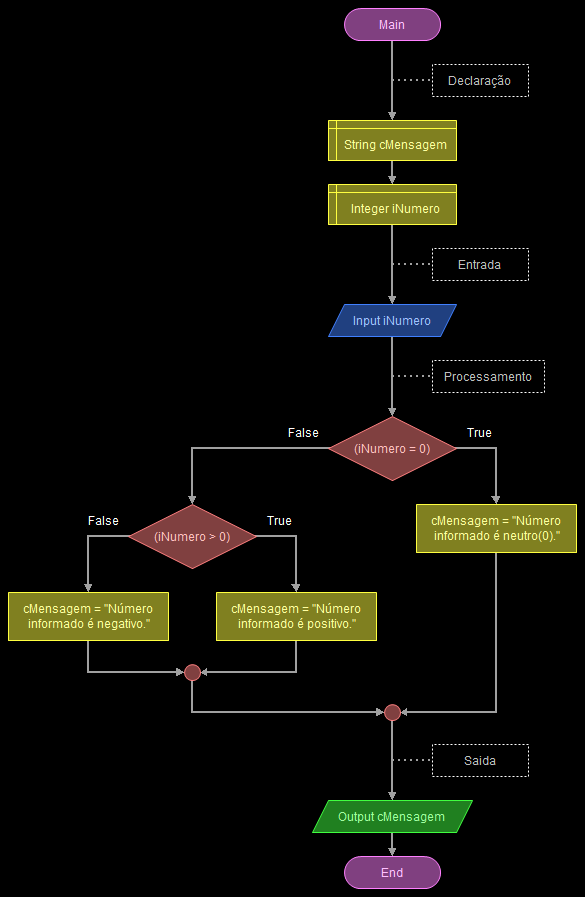 Main
Declaração
String cMensagem
Integer iNumero
Entrada
Input iNumero
Processamento
False
True
(iNumero = 0)
cMensagem = "Número
informado é neutro(0)."
False
True
(iNumero > 0)
cMensagem = "Número
informado é negativo."
cMensagem = "Número
informado é positivo."
Saida
Output cMensagem
End